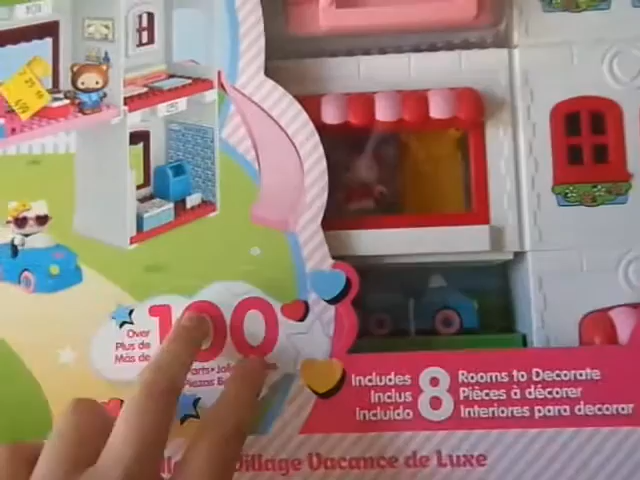 Over
Plus de
Más de
100
Includes
Inclus
Incluido
8
Rooms to Decorate
Pièces à décorer
Interiores para decorar
Village Vacance de Luxe